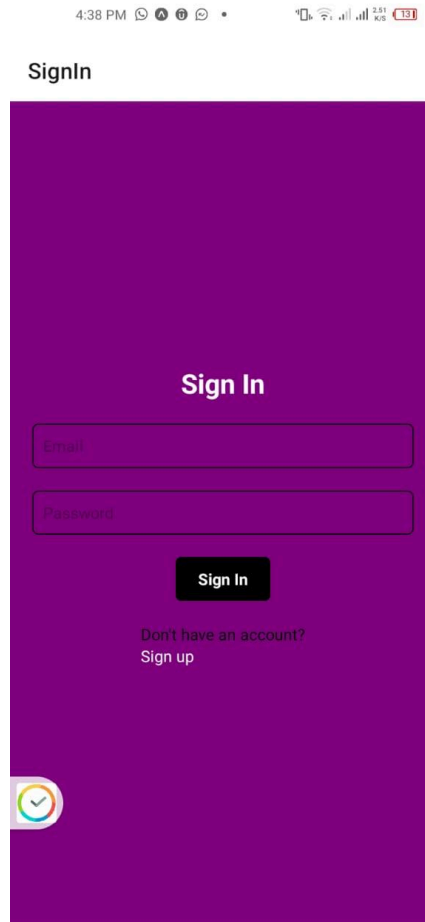 4:38 PM 2.51 K/S 13
SignIn
Sign In
Email
Password
Sign In
Don't have an account?
Sign up